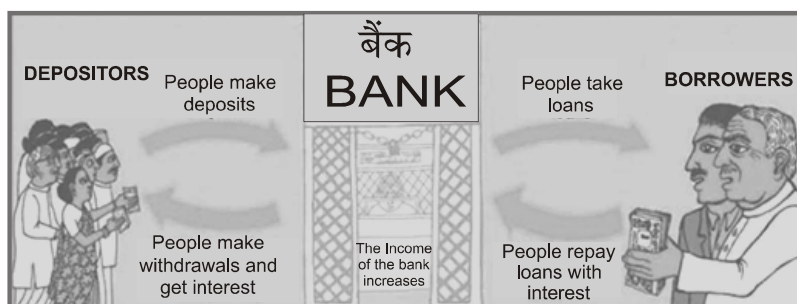 बैंक
BANK
DEPOSITORS
People make
deposits
People make
withdrawals and
get interest
The Income
of the bank
increases
People take
loans
BORROWERS
People repay
loans with
interest